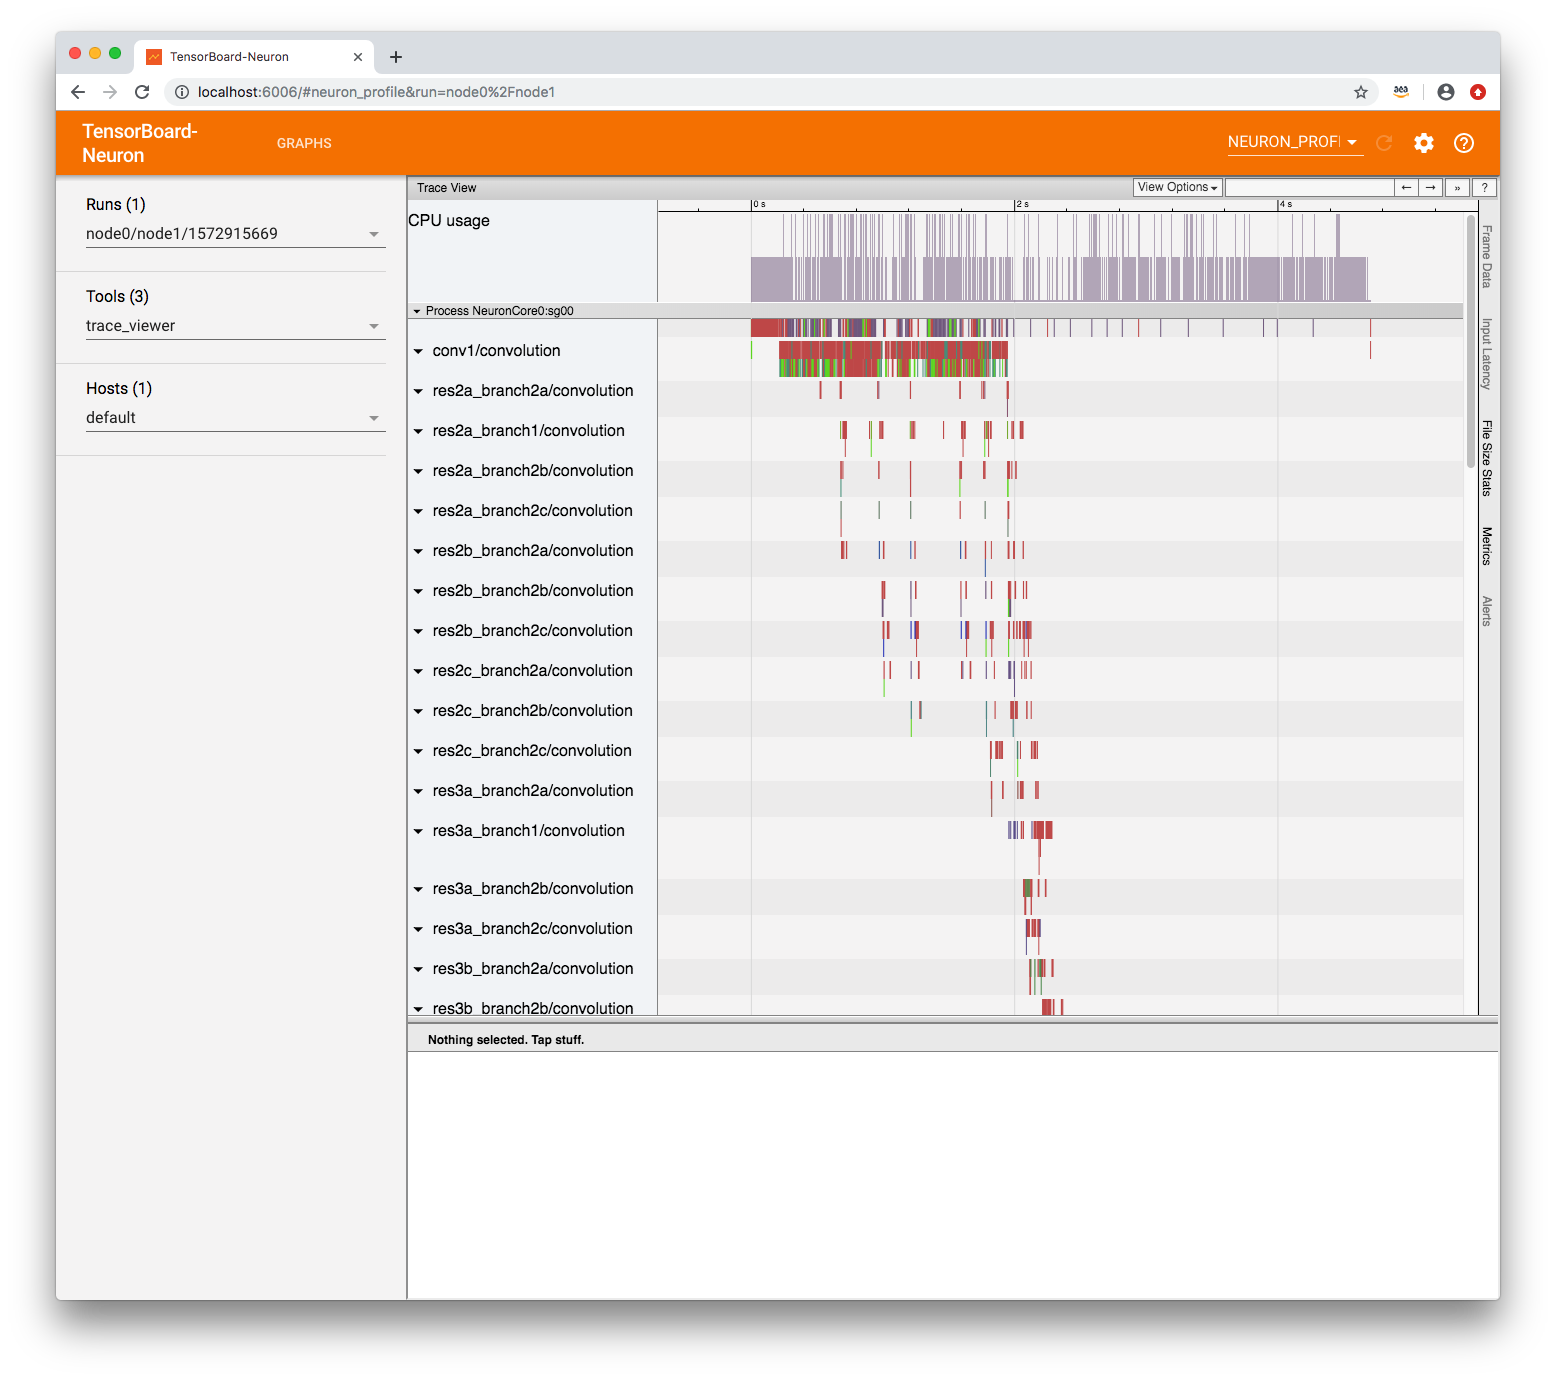 TensorBoard-Neuron
localhost:6006/#neuron_profile&run=node0%2Fnode1
TensorBoard-
Neuron
GRAPHS
NEURON_PROFI
Runs (1)
node0/node1/1572915669
Tools (3)
trace_viewer
Hosts (1)
default
Trace View
View Options
← → » ?
0 s 2 s 4 s
CPU usage
Process NeuronCore0:sg00
conv1/convolution
res2a_branch2a/convolution
res2a_branch1/convolution
res2a_branch2b/convolution
res2a_branch2c/convolution
res2b_branch2a/convolution
res2b_branch2b/convolution
res2b_branch2c/convolution
res2c_branch2a/convolution
res2c_branch2b/convolution
res2c_branch2c/convolution
res3a_branch2a/convolution
res3a_branch1/convolution
res3a_branch2b/convolution
res3a_branch2c/convolution
res3b_branch2a/convolution
res3b_branch2b/convolution
Frame Data
Input Latency
File Size Stats
Metrics
Alerts
Nothing selected. Tap stuff.